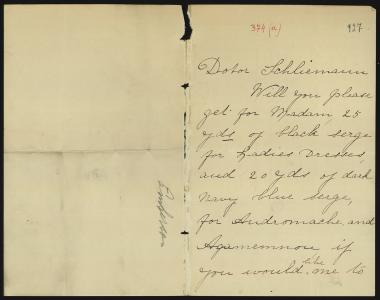 374 (a)
927
Dotor Schliemann
Will you please
get for Madam, 25
yds of black serge
for Ladies Dresses,
and 20 yds of dark
navy blue serge,
for Andromache and
Agamemnon if
you would like me to